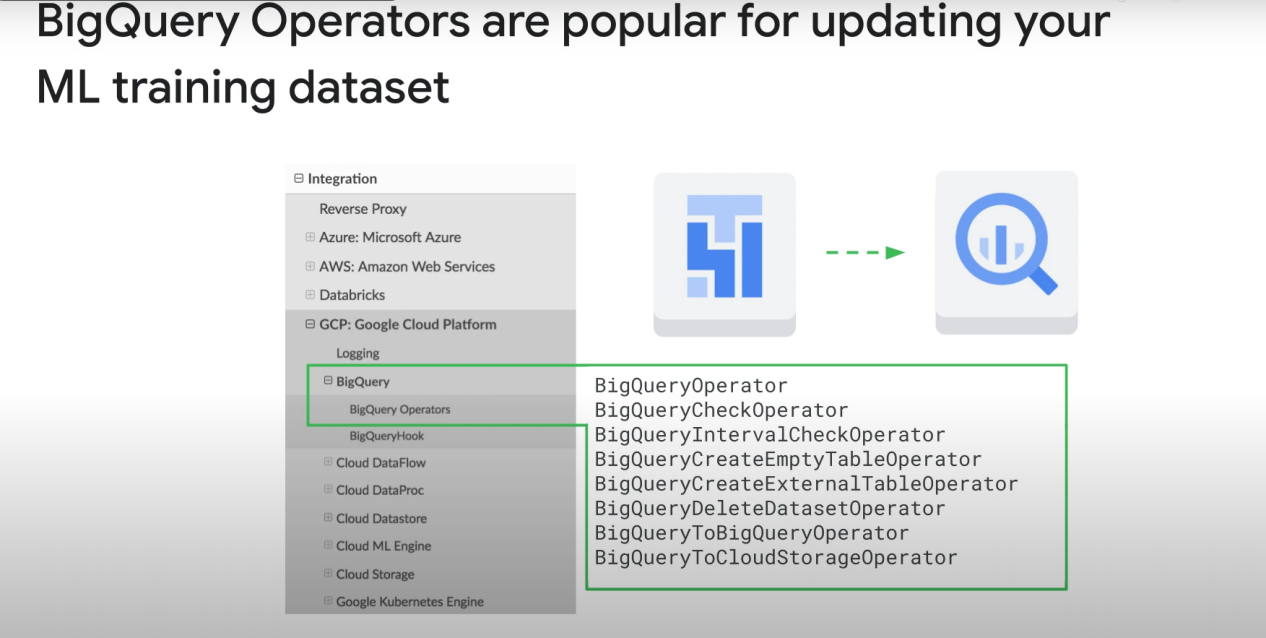 BigQuery Operators are popular for updating your
ML training dataset
Integration
Reverse Proxy
Azure: Microsoft Azure
AWS: Amazon Web Services
Databricks
GCP: Google Cloud Platform
Logging
BigQuery
BigQuery Operators
BigQueryHook
Cloud DataFlow
Cloud DataProc
Cloud Datastore
Cloud ML Engine
Cloud Storage
Google Kubernetes Engine
BigQueryOperator
BigQueryCheckOperator
BigQueryIntervalCheckOperator
BigQueryCreateEmptyTableOperator
BigQueryCreateExternalTableOperator
BigQueryDeleteDatasetOperator
BigQueryToBigQueryOperator
BigQueryToCloudStorageOperator